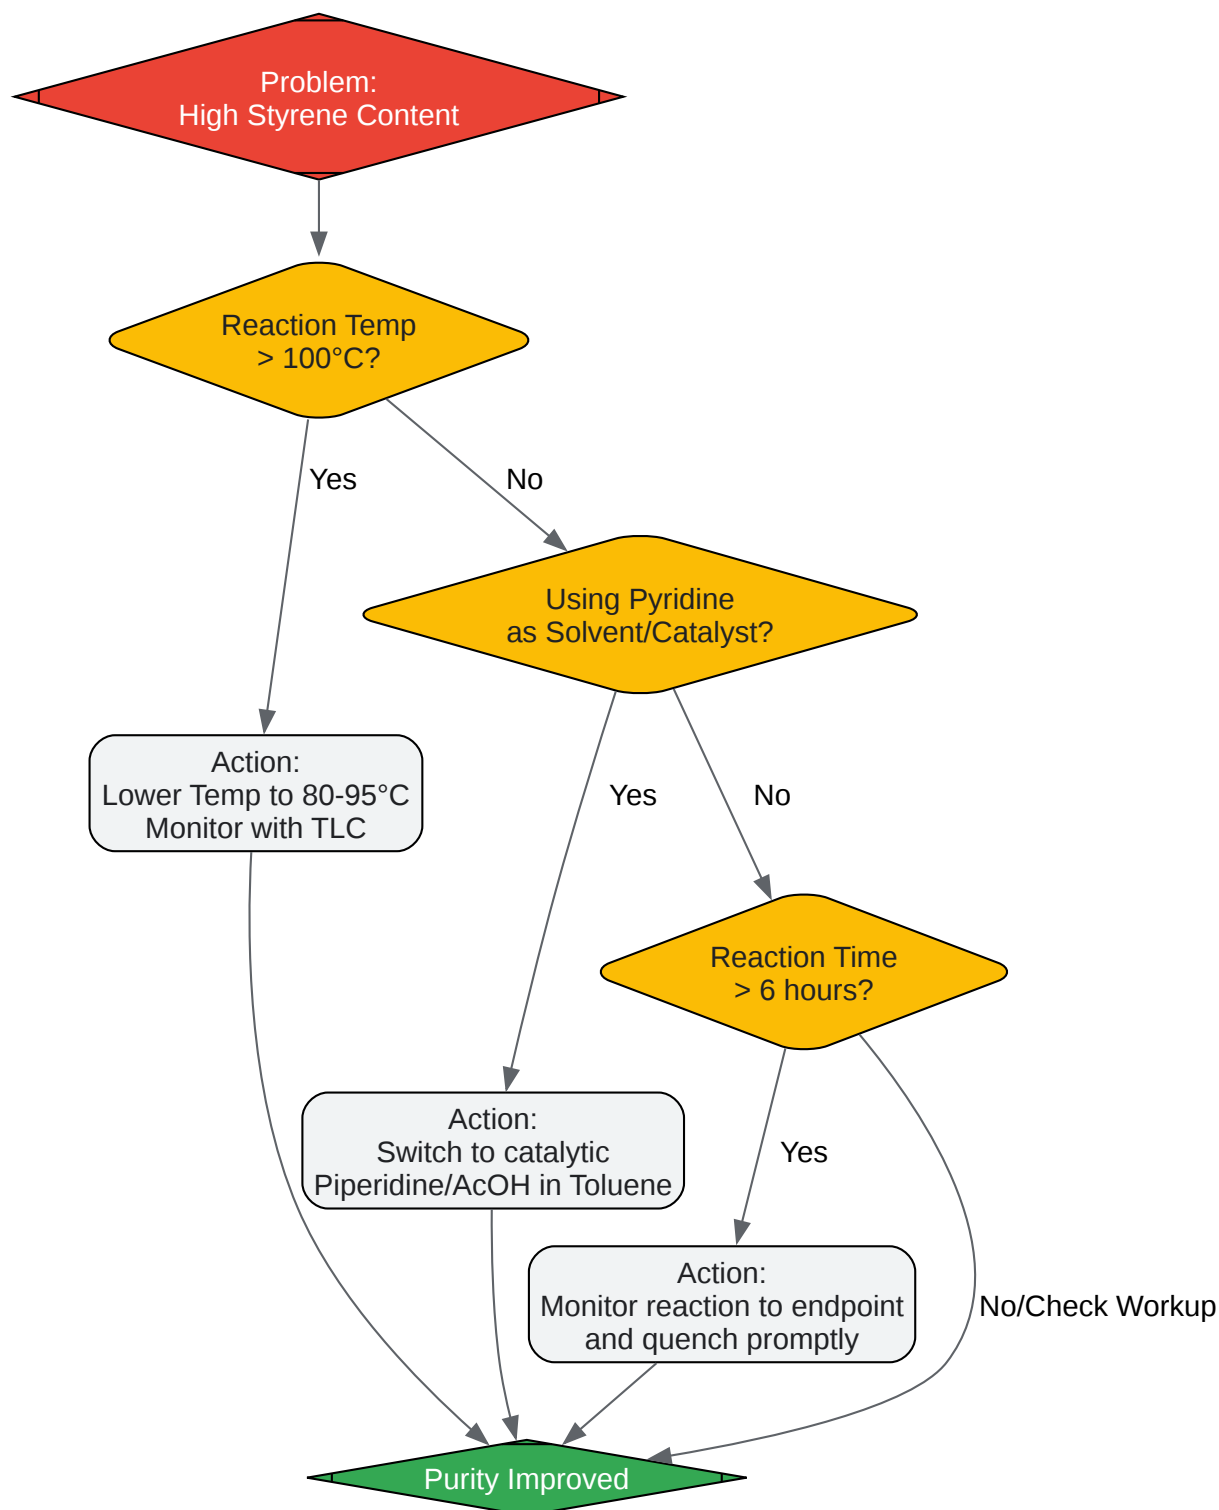 Problem:
High Styrene Content
Reaction Temp
> 100°C?
Yes
No
Using Pyridine
as Solvent/Catalyst?
Action:
Lower Temp to 80-95°C
Monitor with TLC
Yes
No
Reaction Time
> 6 hours?
Action:
Switch to catalytic
Piperidine/AcOH in Toluene
Yes
Action:
Monitor reaction to endpoint
and quench promptly
No/Check Workup
Purity Improved